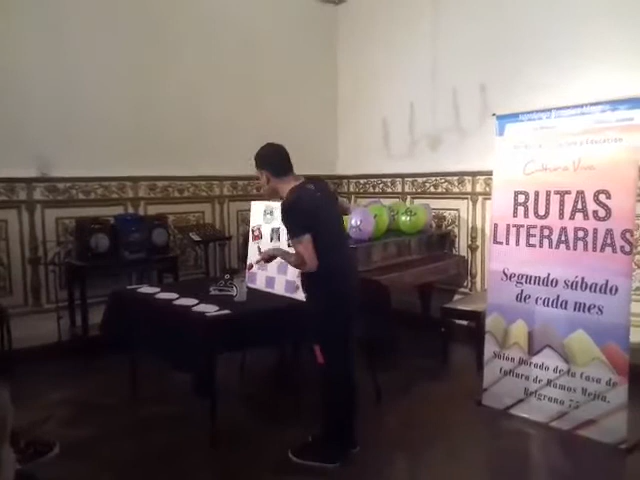 Cultura Viva
RUTAS
LITERARIAS
Segundo sábado
de cada mes
Salón Dorado de la Casa de
Cultura de Ramos Mejía.
Belgrano 75